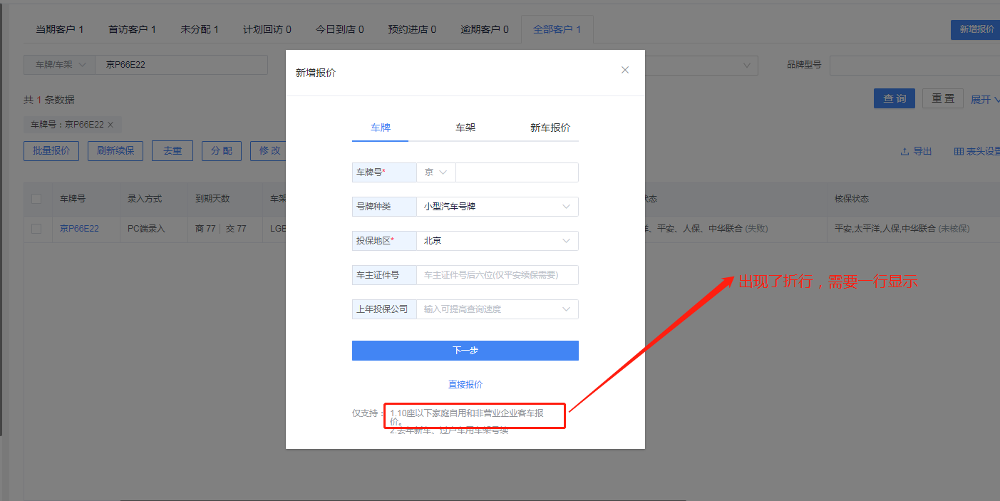 当期客户 1 首访客户 1 未分配 1 计划回访 0 今日到店 0 预约进店 0 逾期客户 0 全部客户 1
新增报价
车牌/车架 京P66E22 品牌型号
共 1 条数据
查 询 重 置 展开
车牌号：京P66E22 ×
批量报价 刷新续保 去重 分 配 修 改 导出 表头设置
车牌号 录入方式 到期天数 车架 状态 核保状态
京P66E22 PC端录入 商 77 | 交 77 LGE 、平安、人保、中华联合 (失败) 平安,太平洋,人保,中华联合 (未核保)
新增报价
车牌 车架 新车报价
车牌号* 京
号牌种类 小型汽车号牌
投保地区* 北京
车主证件号 车主证件号后六位(仅平安续保需要)
上年投保公司 输入可提高查询速度
下一步
直接报价
仅支持：1.10座以下家庭自用和非营业企业客车报
价。
2.去年新车、过户车用车架号续
出现了折行，需要一行显示